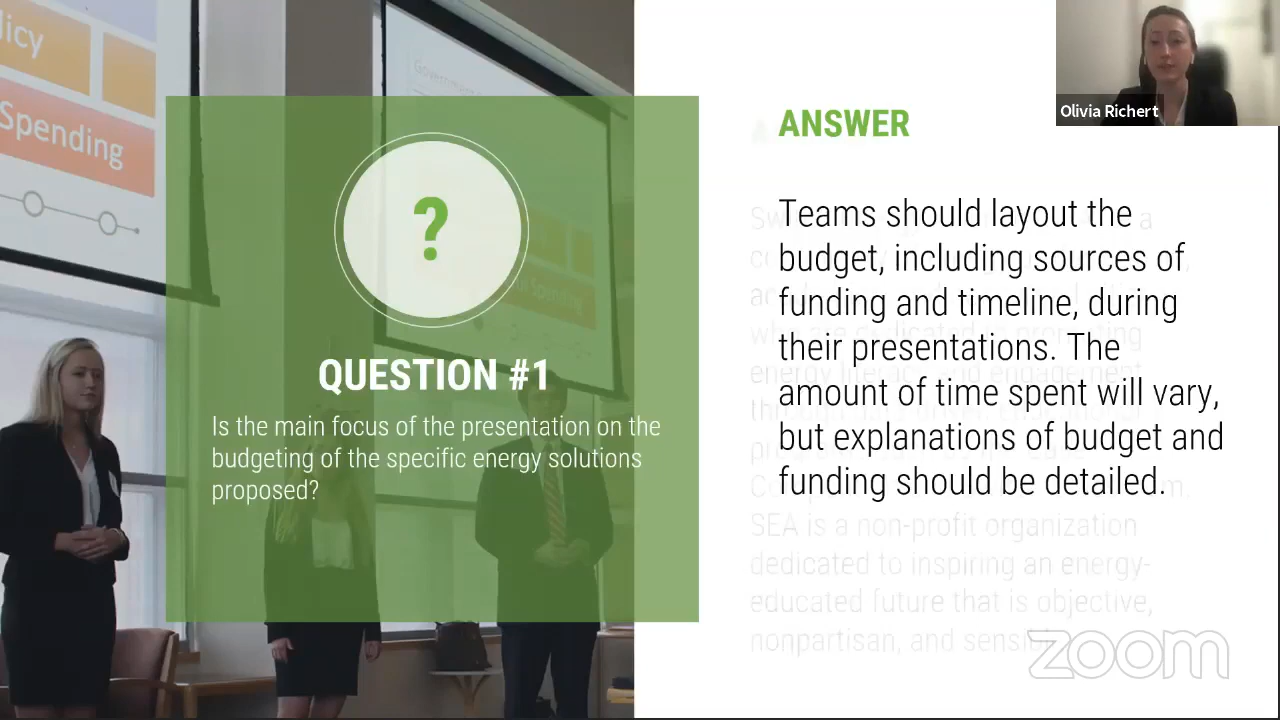 licy
Spending
?
QUESTION #1
Is the main focus of the presentation on the
budgeting of the specific energy solutions
proposed?
Olivia Richert
ANSWER
Teams should layout the
budget, including sources of
funding and timeline, during
their presentations. The
amount of time spent will vary,
but explanations of budget and
funding should be detailed.
SEA is a non-profit organization
dedicated to inspiring an energy-
educated future that is objective,
nonpartisan, and
zoom